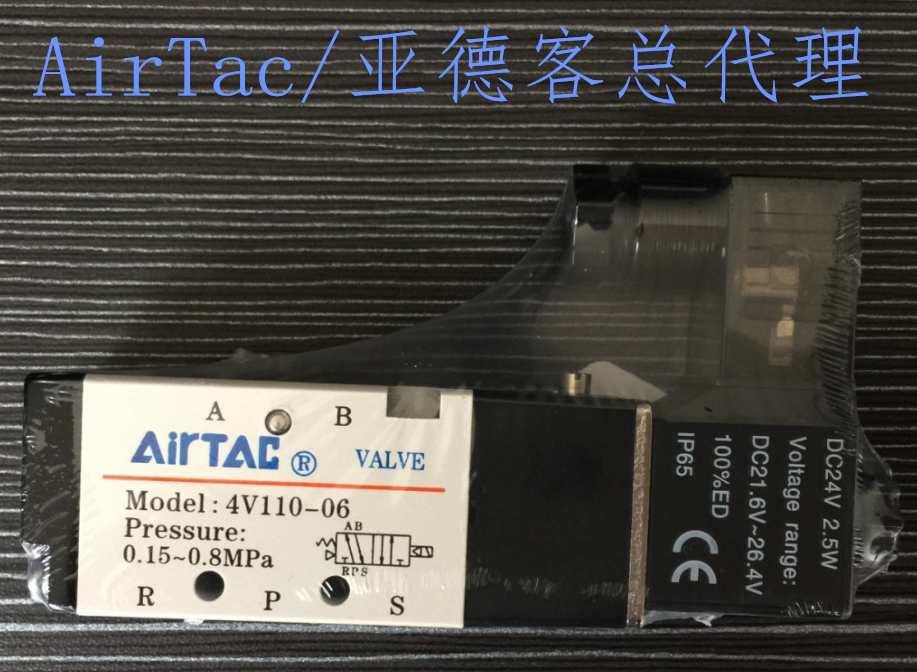 AirTac/亚德客总代理
A B
AirTAC ® VALVE
Model: 4V110-06
Pressure:
0.15~0.8MPa
AB
RPS
R P S
DC24V 2.5W
Voltage range:
DC21.6V~26.4V
100%ED
IP65
CE